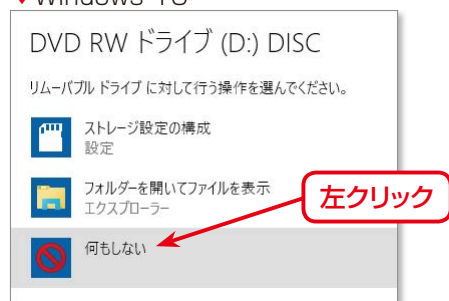 ▼Windows 10
DVD RW ドライブ (D:) DISC
リムーバブル ドライブ に対して行う操作を選んでください。
ストレージ設定の構成
設定
フォルダーを開いてファイルを表示
エクスプローラー
左クリック
何もしない